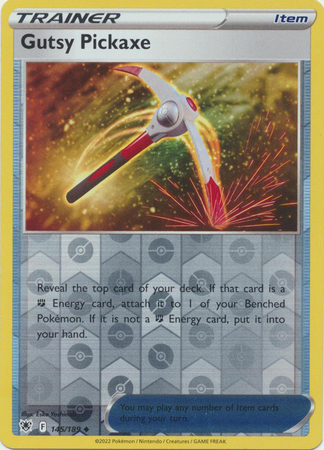 TRAINER Item
Gutsy Pickaxe
Reveal the top card of your deck. If that card is a
Energy card, attach it to 1 of your Benched
Pokémon. If it is not a Energy card, put it into
your hand.
You may play any number of item cards
during your turn.
Illus.
F 145/189
©2022 Pokémon / Nintendo / Creatures / GAME FREAK